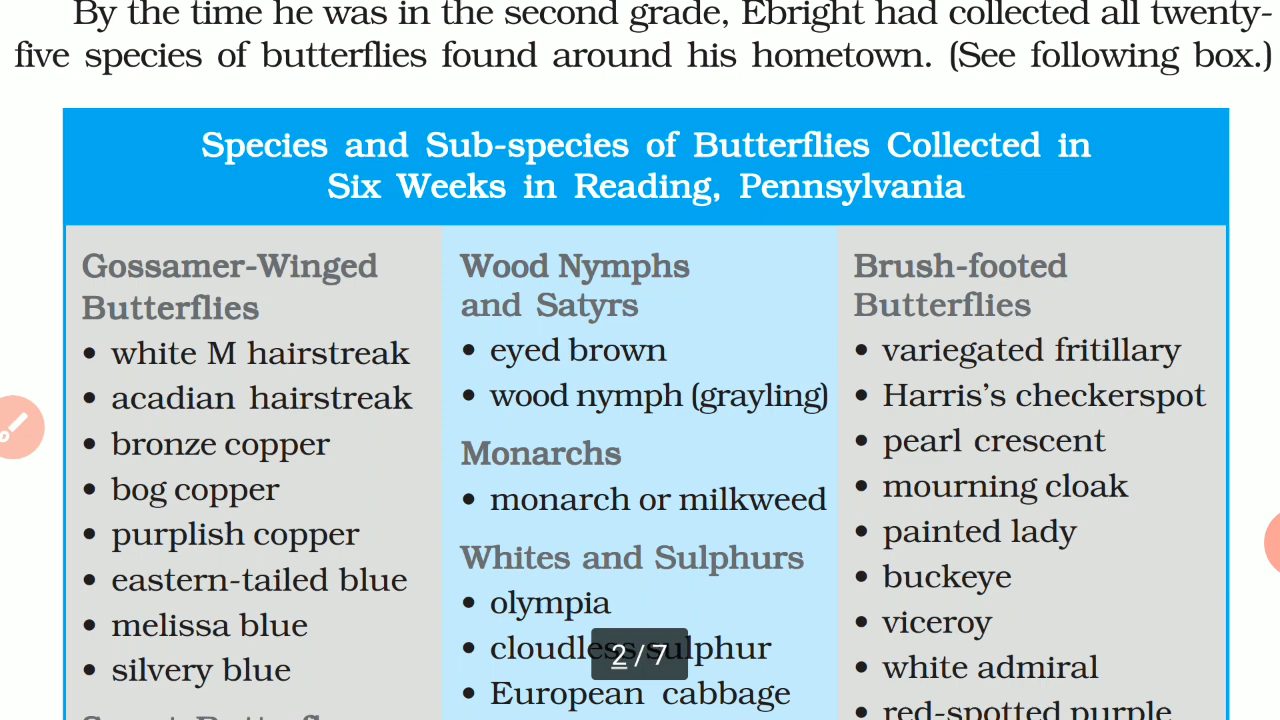 By the time he was in the second grade, Ebright had collected all twenty-
five species of butterflies found around his hometown. (See following box.)
Species and Sub-species of Butterflies Collected in
Six Weeks in Reading, Pennsylvania
Gossamer-Winged
Butterflies
• white M hairstreak
• acadian hairstreak
• bronze copper
• bog copper
• purplish copper
• eastern-tailed blue
• melissa blue
• silvery blue
Wood Nymphs
and Satyrs
• eyed brown
• wood nymph (grayling)
Monarchs
• monarch or milkweed
Whites and Sulphurs
• olympia
• cloudless sulphur
• European cabbage
Brush-footed
Butterflies
• variegated fritillary
• Harris's checkerspot
• pearl crescent
• mourning cloak
• painted lady
• buckeye
• viceroy
• white admiral
• red-spotted purple
2 / 7